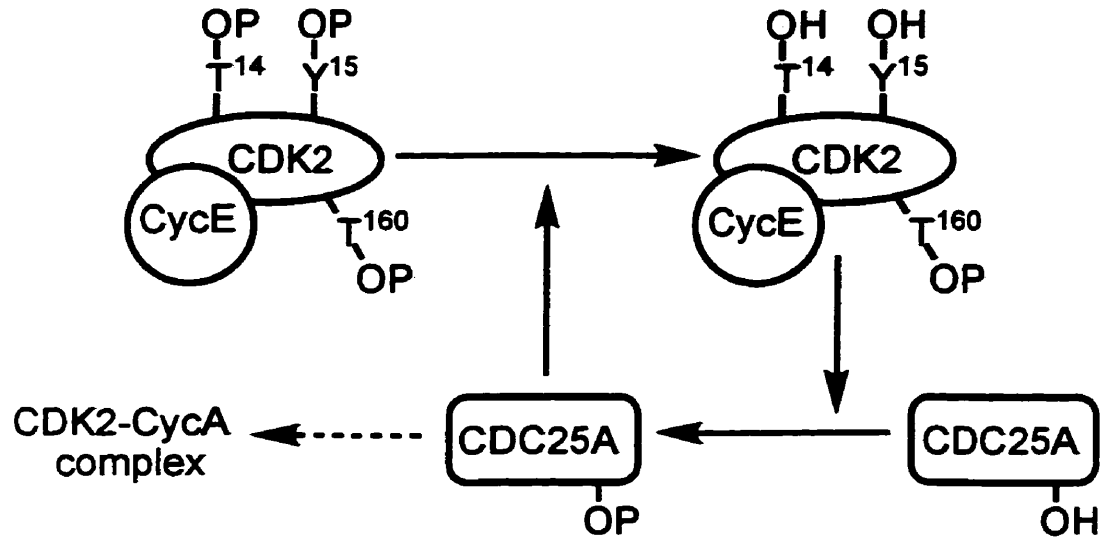 OP OP OH OH
T14 Y15 T14 Y15
CDK2 CDK2
CycE CycE
T160 T160
OP OP
CDK2-CycA
complex
CDC25A CDC25A
OP OH